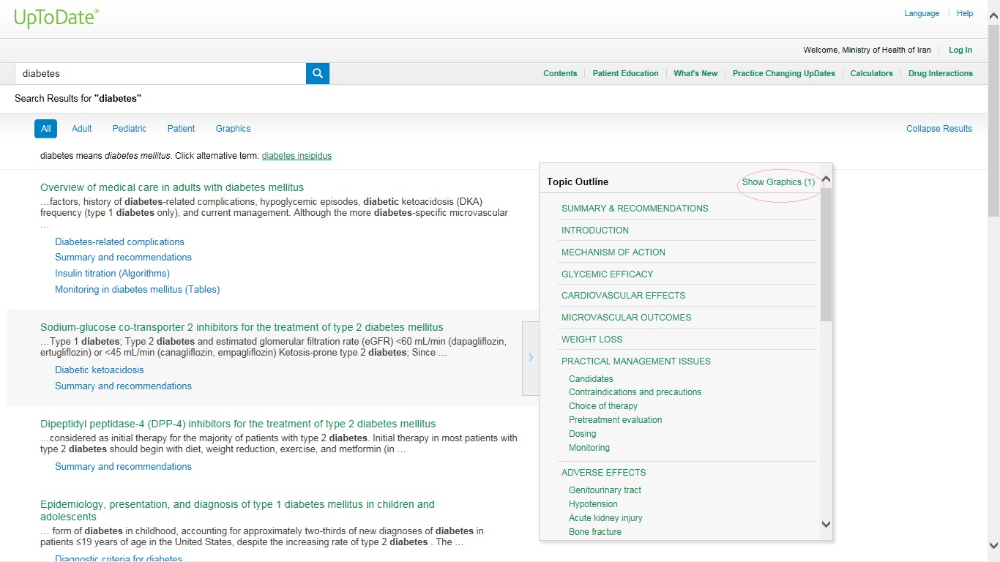 UpToDate®
Language Help
Welcome, Ministry of Health of Iran Log In
diabetes
Contents Patient Education What's New Practice Changing UpDates Calculators Drug Interactions
Search Results for "diabetes"
All Adult Pediatric Patient Graphics Collapse Results
diabetes means diabetes mellitus. Click alternative term: diabetes insipidus
Overview of medical care in adults with diabetes mellitus
…factors, history of diabetes-related complications, hypoglycemic episodes, diabetic ketoacidosis (DKA)
frequency (type 1 diabetes only), and current management. Although the more diabetes-specific microvascular
…
Diabetes-related complications
Summary and recommendations
Insulin titration (Algorithms)
Monitoring in diabetes mellitus (Tables)
Sodium-glucose co-transporter 2 inhibitors for the treatment of type 2 diabetes mellitus
…Type 1 diabetes; Type 2 diabetes and estimated glomerular filtration rate (eGFR) <60 mL/min (dapagliflozin,
ertugliflozin) or <45 mL/min (canagliflozin, empagliflozin) Ketosis-prone type 2 diabetes; Since …
Diabetic ketoacidosis
Summary and recommendations
Dipeptidyl peptidase-4 (DPP-4) inhibitors for the treatment of type 2 diabetes mellitus
…considered as initial therapy for the majority of patients with type 2 diabetes. Initial therapy in most patients with
type 2 diabetes should begin with diet, weight reduction, exercise, and metformin (in …
Summary and recommendations
Epidemiology, presentation, and diagnosis of type 1 diabetes mellitus in children and
adolescents
… form of diabetes in childhood, accounting for approximately two-thirds of new diagnoses of diabetes in
patients ≤19 years of age in the United States, despite the increasing rate of type 2 diabetes . The …
Diagnostic criteria for diabetes
Topic Outline Show Graphics (1)
SUMMARY & RECOMMENDATIONS
INTRODUCTION
MECHANISM OF ACTION
GLYCEMIC EFFICACY
CARDIOVASCULAR EFFECTS
MICROVASCULAR OUTCOMES
WEIGHT LOSS
PRACTICAL MANAGEMENT ISSUES
Candidates
Contraindications and precautions
Choice of therapy
Pretreatment evaluation
Dosing
Monitoring
ADVERSE EFFECTS
Genitourinary tract
Hypotension
Acute kidney injury
Bone fracture